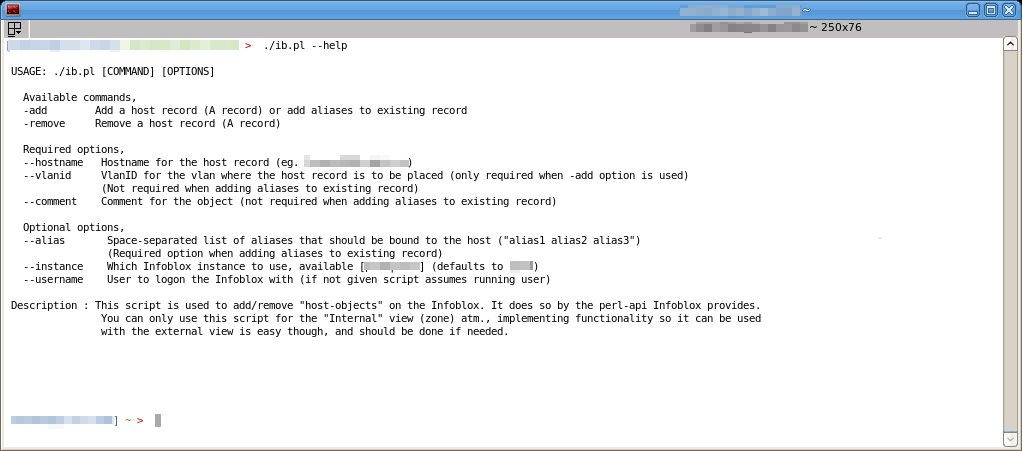 ~
~ 250x76
[ > ./ib.pl --help
USAGE: ./ib.pl [COMMAND] [OPTIONS]
Available commands,
-add Add a host record (A record) or add aliases to existing record
-remove Remove a host record (A record)
Required options,
--hostname Hostname for the host record (eg. )
--vlanid VlanID for the vlan where the host record is to be placed (only required when -add option is used)
(Not required when adding aliases to existing record)
--comment Comment for the object (not required when adding aliases to existing record)
Optional options,
--alias Space-separated list of aliases that should be bound to the host ("alias1 alias2 alias3")
(Required option when adding aliases to existing record)
--instance Which Infoblox instance to use, available [ ] (defaults to )
--username User to logon the Infoblox with (if not given script assumes running user)
Description : This script is used to add/remove "host-objects" on the Infoblox. It does so by the perl-api Infoblox provides.
You can only use this script for the "Internal" view (zone) atm., implementing functionality so it can be used
with the external view is easy though, and should be done if needed.
] ~ >